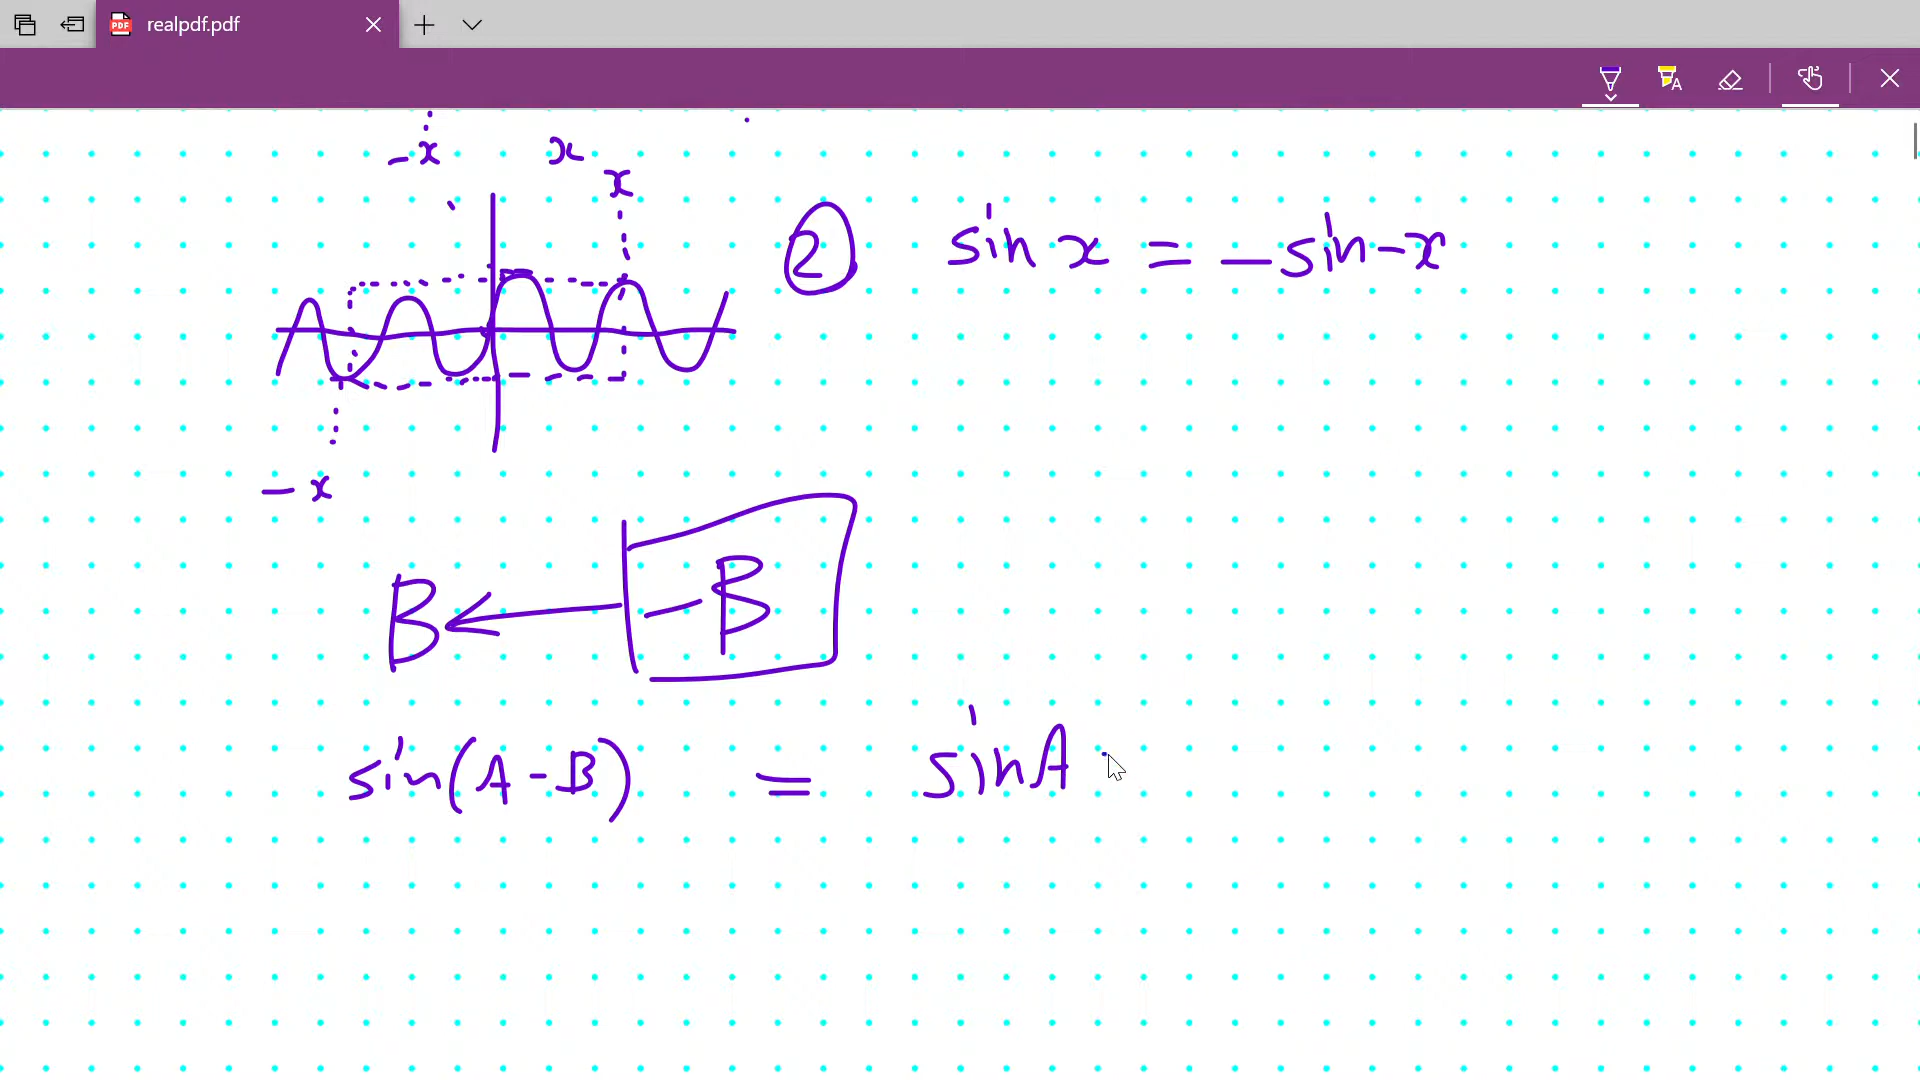 realpdf.pdf
-x x
x
② sin x = -sin -x
-x
B ← -B
sin(A - B) = sinA